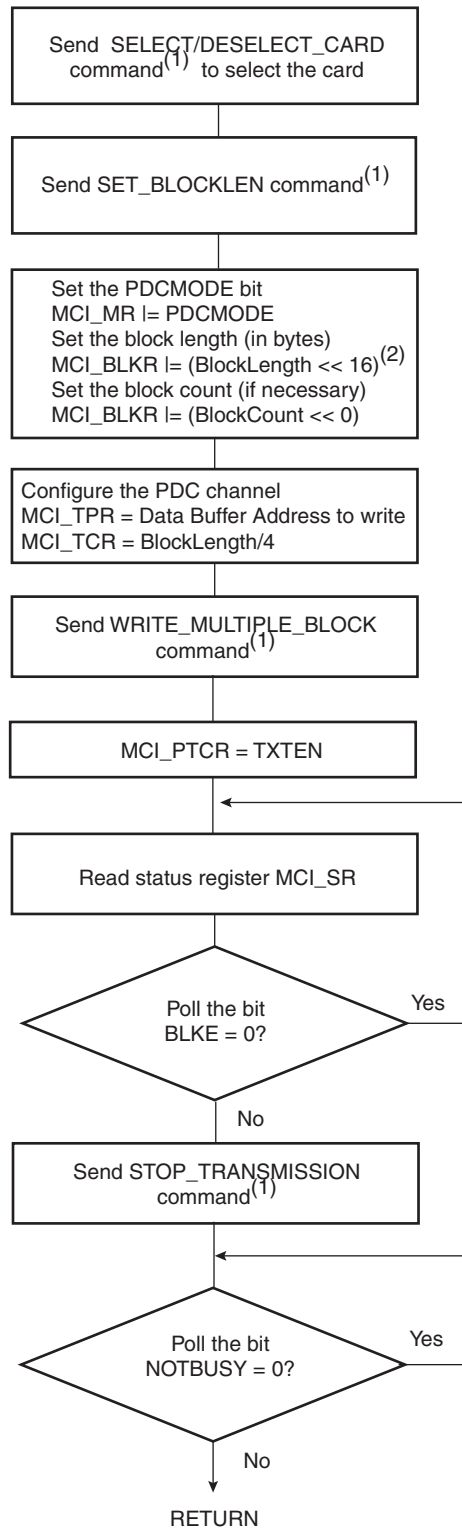 Send SELECT/DESELECT_CARD
command(1) to select the card
Send SET_BLOCKLEN command(1)
Set the PDCMODE bit
MCI_MR |= PDCMODE
Set the block length (in bytes)
MCI_BLKR |= (BlockLength << 16)(2)
Set the block count (if necessary)
MCI_BLKR |= (BlockCount << 0)
Configure the PDC channel
MCI_TPR = Data Buffer Address to write
MCI_TCR = BlockLength/4
Send WRITE_MULTIPLE_BLOCK
command(1)
MCI_PTCR = TXTEN
Read status register MCI_SR
Poll the bit
BLKE = 0?
Yes
No
Send STOP_TRANSMISSION
command(1)
Poll the bit
NOTBUSY = 0?
Yes
No
RETURN